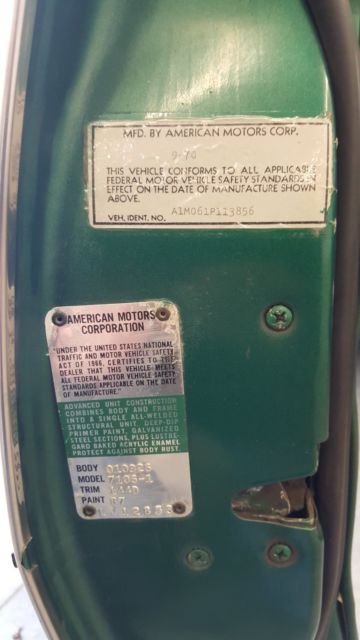 MFD. BY AMERICAN MOTORS CORP.
9-70
THIS VEHICLE CONFORMS TO ALL APPLICABLE
FEDERAL MOTOR VEHICLE SAFETY STANDARDS IN
EFFECT ON THE DATE OF MANUFACTURE SHOWN
ABOVE.
VEH. IDENT. NO. A1M061P113856
AMERICAN MOTORS
CORPORATION
"UNDER THE UNITED STATES NATIONAL
TRAFFIC AND MOTOR VEHICLE SAFETY
ACT OF 1966, CERTIFIES TO THE
DEALER THAT THIS VEHICLE MEETS
ALL FEDERAL MOTOR VEHICLE SAFETY
STANDARDS APPLICABLE ON THE DATE
OF MANUFACTURE."
ADVANCED UNIT CONSTRUCTION
COMBINES BODY AND FRAME
INTO A SINGLE ALL-WELDED
STRUCTURAL UNIT. DEEP-DIP
PRIMER PAINT, GALVANIZED
STEEL SECTIONS, PLUS LUSTRE-
GARD BAKED ACRYLIC ENAMEL
PROTECT AGAINST BODY RUST.
BODY 010926
MODEL 7106-1
TRIM
PAINT